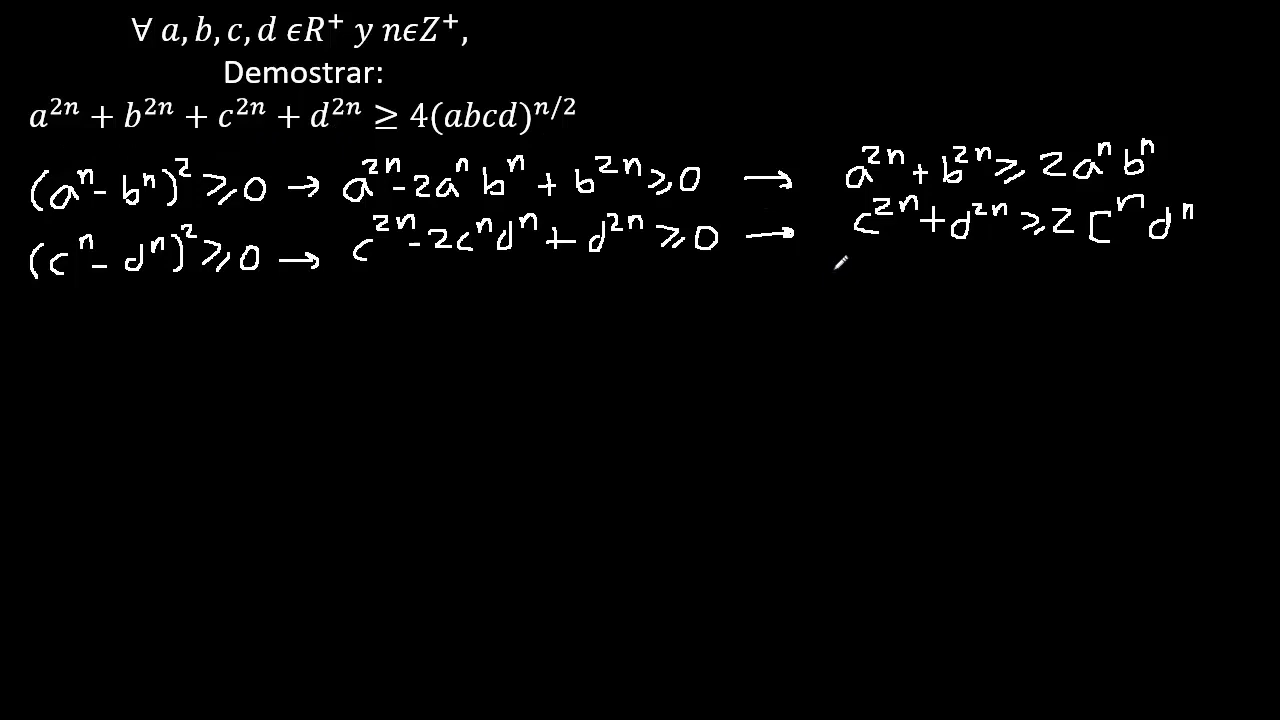 ∀ a, b, c, d ϵR⁺ y nϵZ⁺,
Demostrar:
a²ⁿ + b²ⁿ + c²ⁿ + d²ⁿ ≥ 4(abcd)ⁿ/²
(aⁿ - bⁿ)² ≥ 0 → a²ⁿ - 2aⁿbⁿ + b²ⁿ ≥ 0 → a²ⁿ + b²ⁿ ≥ 2aⁿbⁿ
(cⁿ - dⁿ)² ≥ 0 → c²ⁿ - 2cⁿdⁿ + d²ⁿ ≥ 0 → c²ⁿ + d²ⁿ ≥ 2cⁿdⁿ